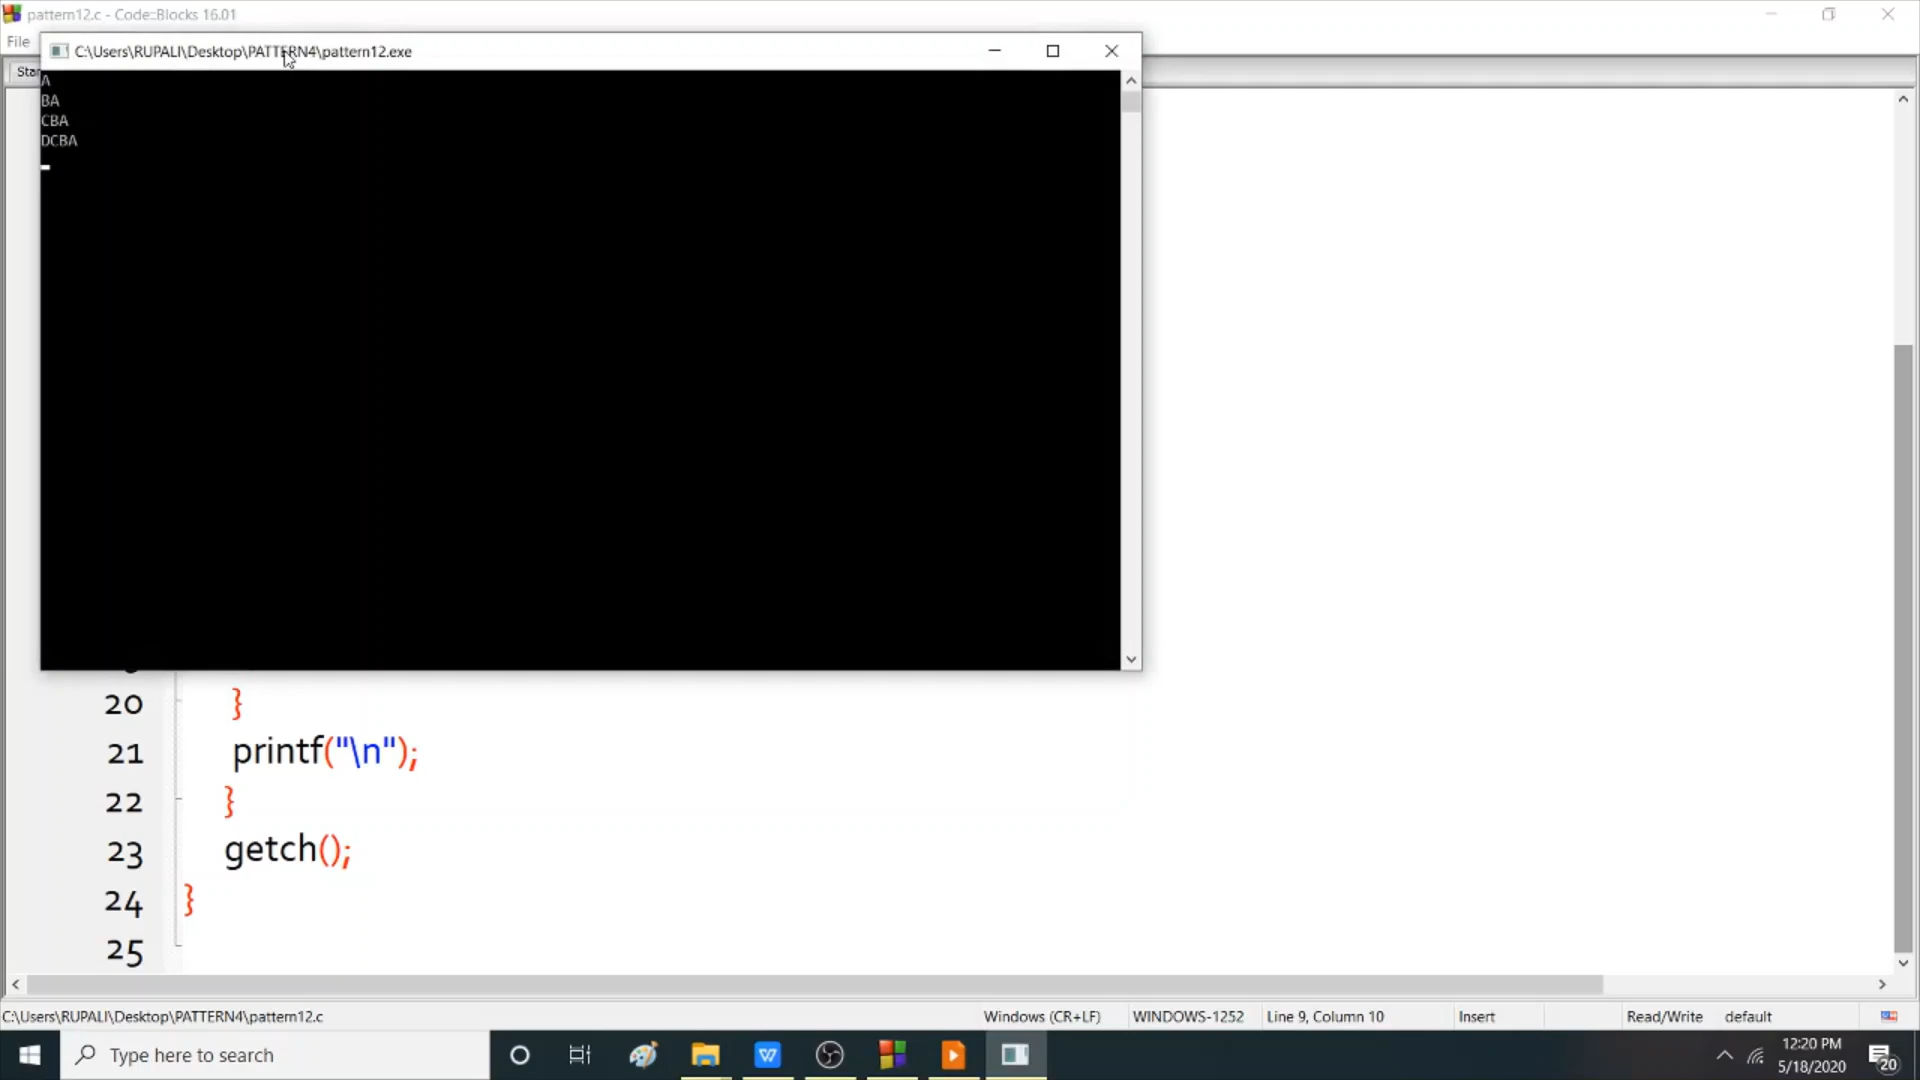 pattern12.c - Code::Blocks 16.01
File
C:\Users\RUPALI\Desktop\PATTERN4\pattern12.exe
A
BA
CBA
DCBA
20 }
21 printf("\n");
22 }
23 getch();
24 }
25
C:\Users\RUPALI\Desktop\PATTERN4\pattern12.c Windows (CR+LF) WINDOWS-1252 Line 9, Column 10 Insert Read/Write default
Type here to search
12:20 PM
5/18/2020
20